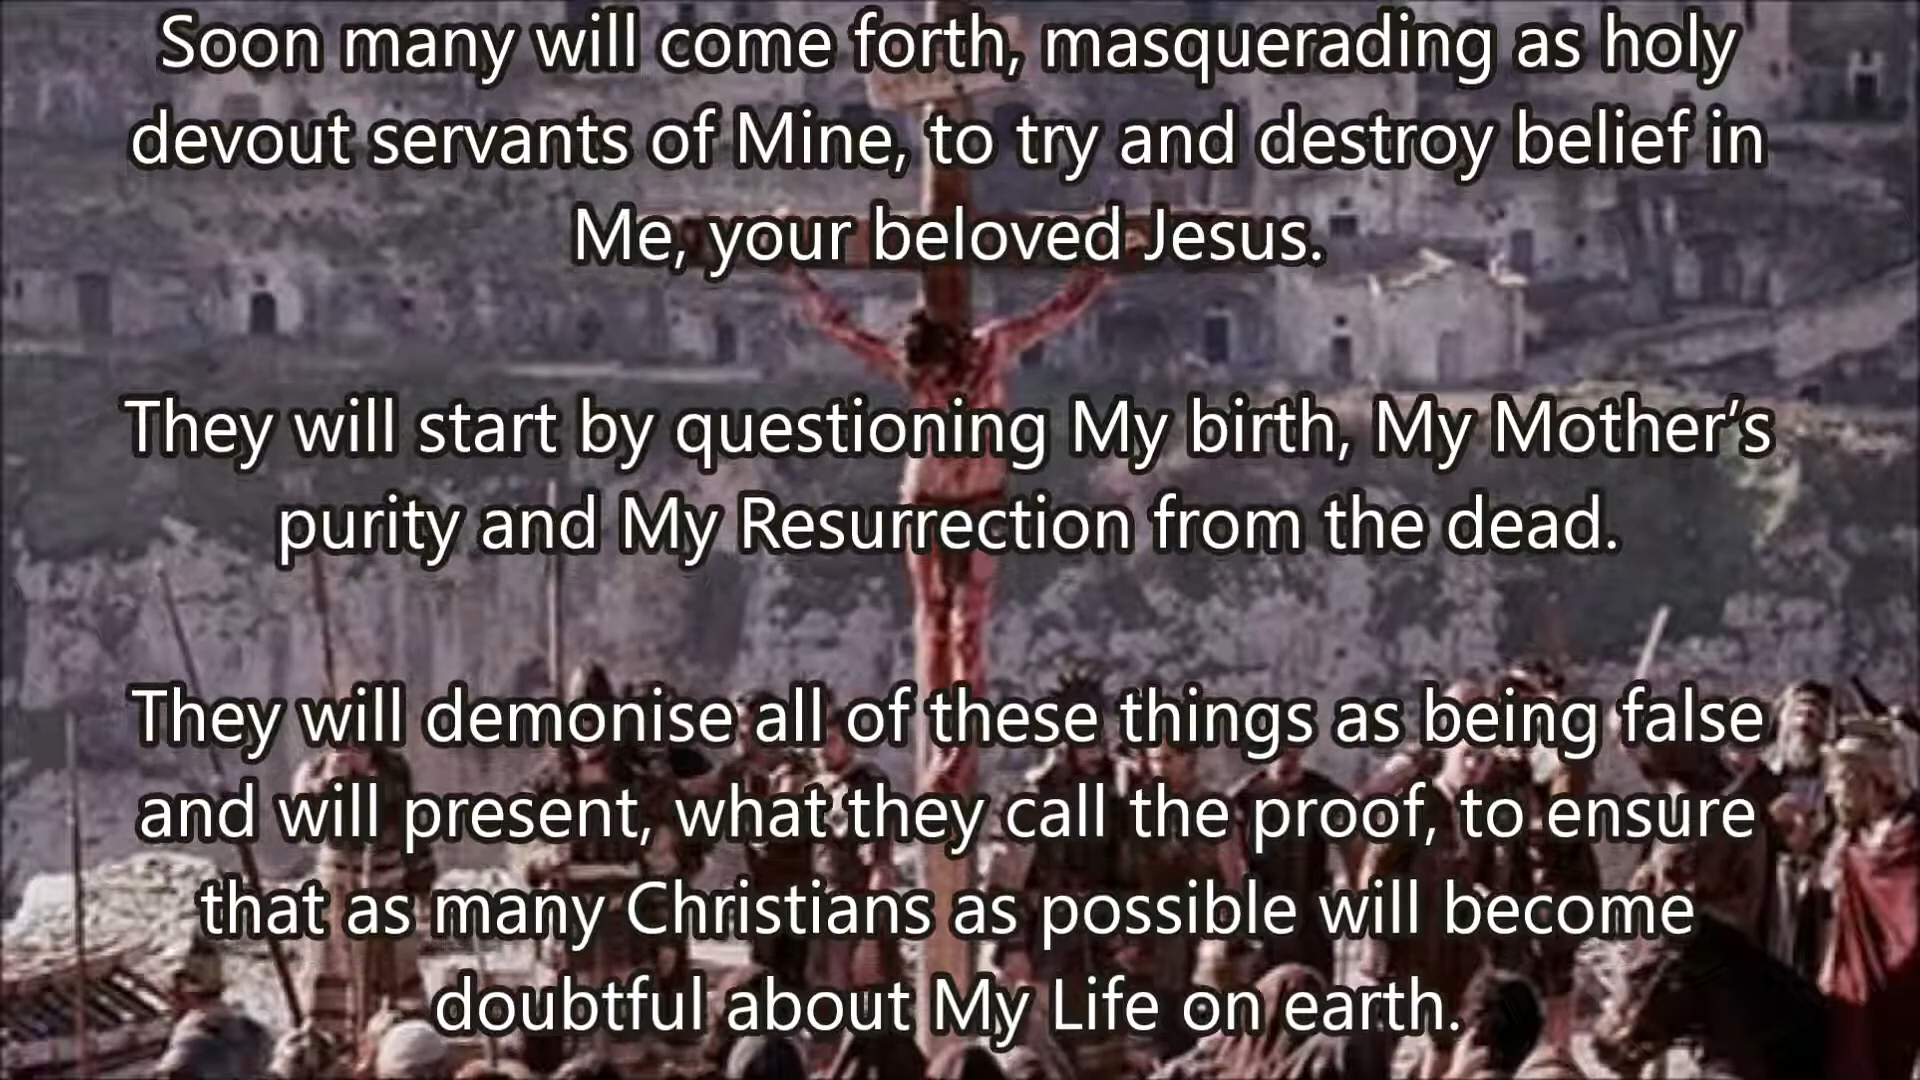 Soon many will come forth, masquerading as holy
devout servants of Mine, to try and destroy belief in
Me, your beloved Jesus.
They will start by questioning My birth, My Mother’s
purity and My Resurrection from the dead.
They will demonise all of these things as being false
and will present, what they call the proof, to ensure
that as many Christians as possible will become
doubtful about My Life on earth.